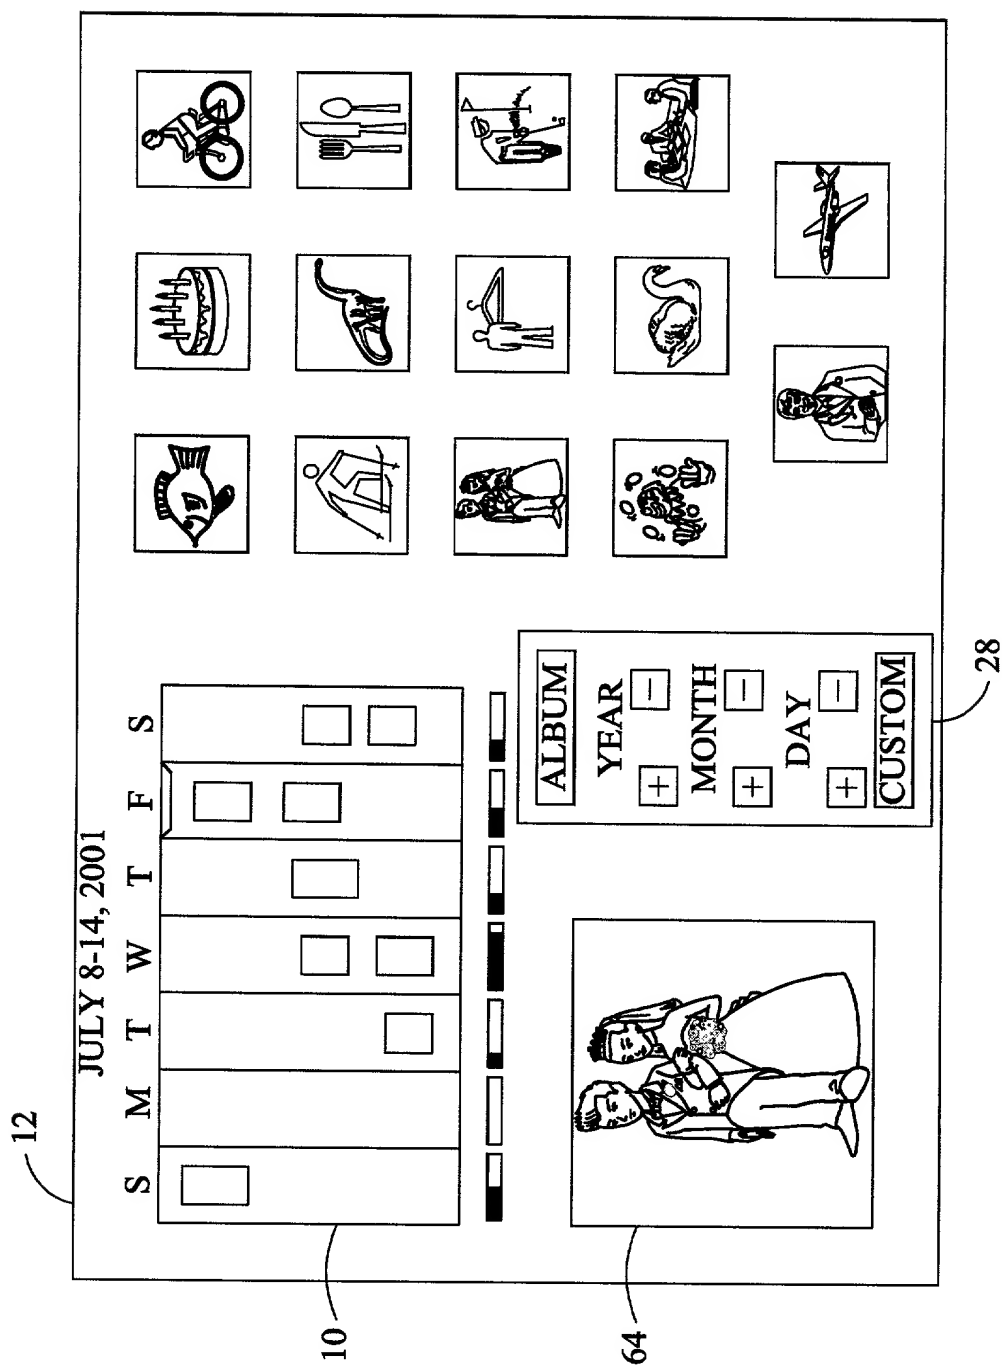 12
JULY 8-14, 2001
S M T W T F S
10
64
ALBUM
YEAR
+ −
MONTH
+ −
DAY
+ −
CUSTOM
28